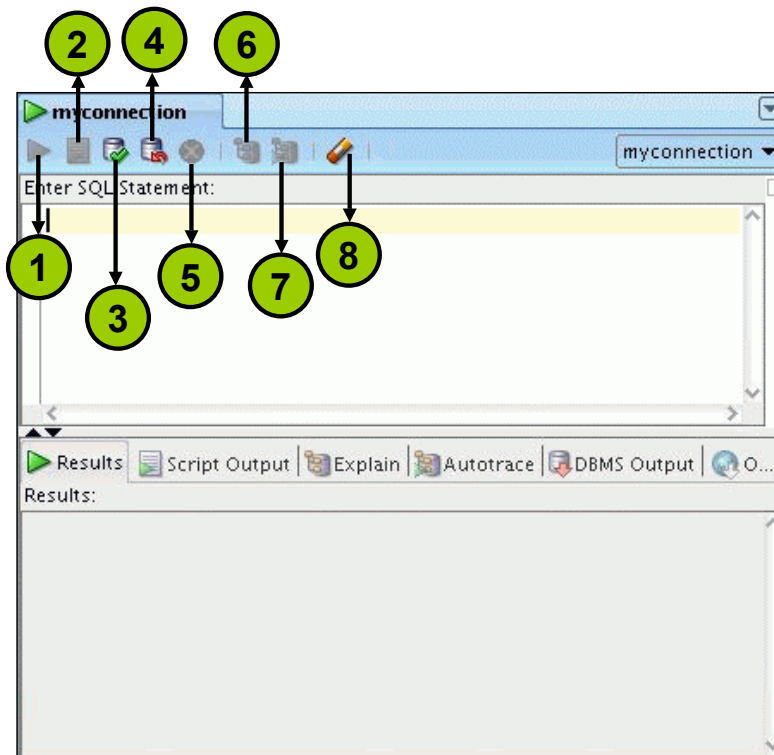 2 4 6
myconnection
myconnection
Enter SQL Statement:
1 3 5 7 8
Results Script Output Explain Autotrace DBMS Output O...
Results: